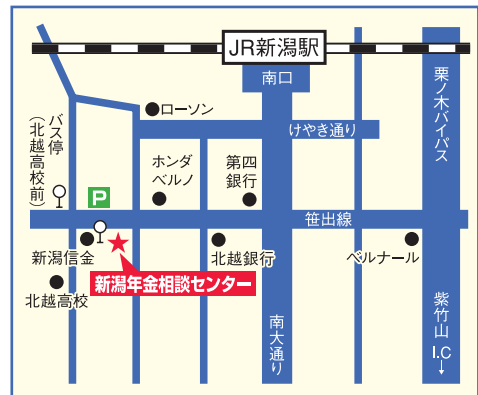 JR新潟駅
南口
ローソン
けやき通り
栗ノ木バイパス
バス停
(北越高校前)
P
ホンダ
ベルノ
第四
銀行
笹出線
新潟信金
北越銀行
ベルナール
新潟年金相談センター
北越高校
南大通り
紫竹山
I.C
↓